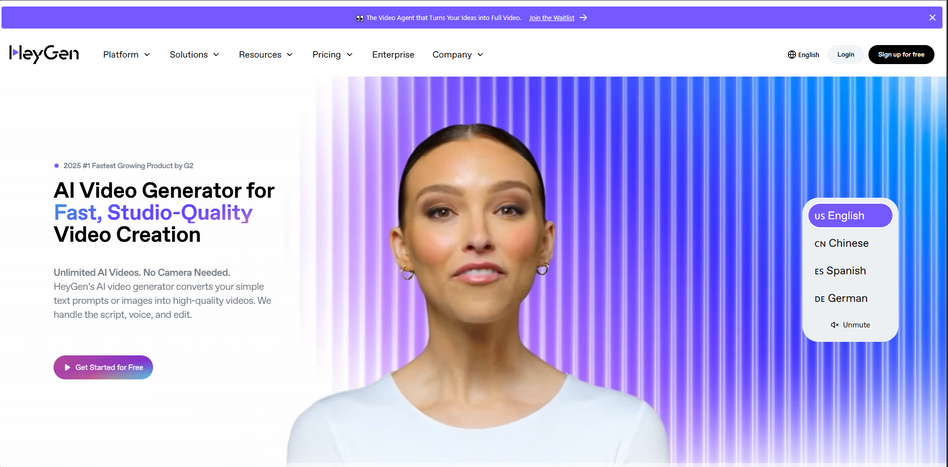 👀 The Video Agent that Turns Your Ideas into Full Video. Join the Waitlist →
HeyGen
Platform
Solutions
Resources
Pricing
Enterprise
Company
English
Login
Sign up for free
2025 #1 Fastest Growing Product by G2
AI Video Generator for
Fast, Studio-Quality
Video Creation
Unlimited AI Videos. No Camera Needed.
HeyGen's AI video generator converts your simple
text prompts or images into high-quality videos. We
handle the script, voice, and edit.
Get Started for Free
US English
CN Chinese
ES Spanish
DE German
Unmute